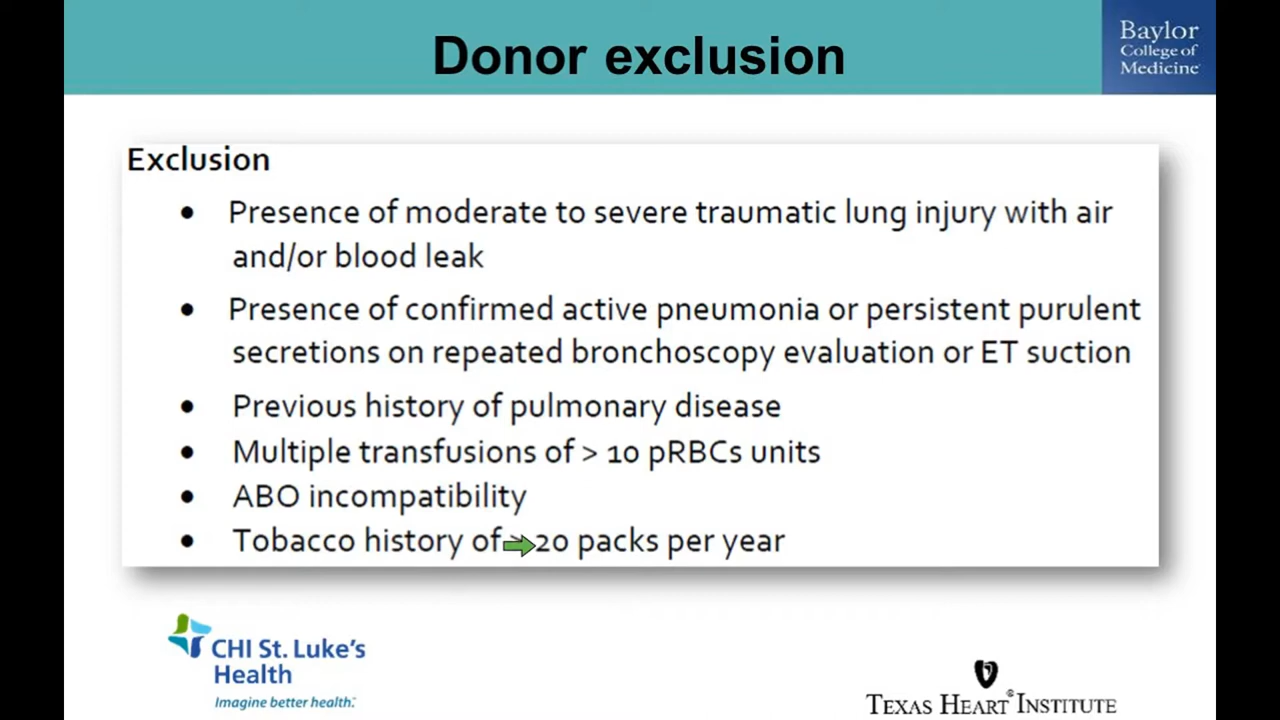 Donor exclusion
Baylor
College of
Medicine
Exclusion
• Presence of moderate to severe traumatic lung injury with air
and/or blood leak
• Presence of confirmed active pneumonia or persistent purulent
secretions on repeated bronchoscopy evaluation or ET suction
• Previous history of pulmonary disease
• Multiple transfusions of > 10 pRBCs units
• ABO incompatibility
• Tobacco history of 20 packs per year
CHI St. Luke's
Health
Imagine better health.
TEXAS HEART® INSTITUTE